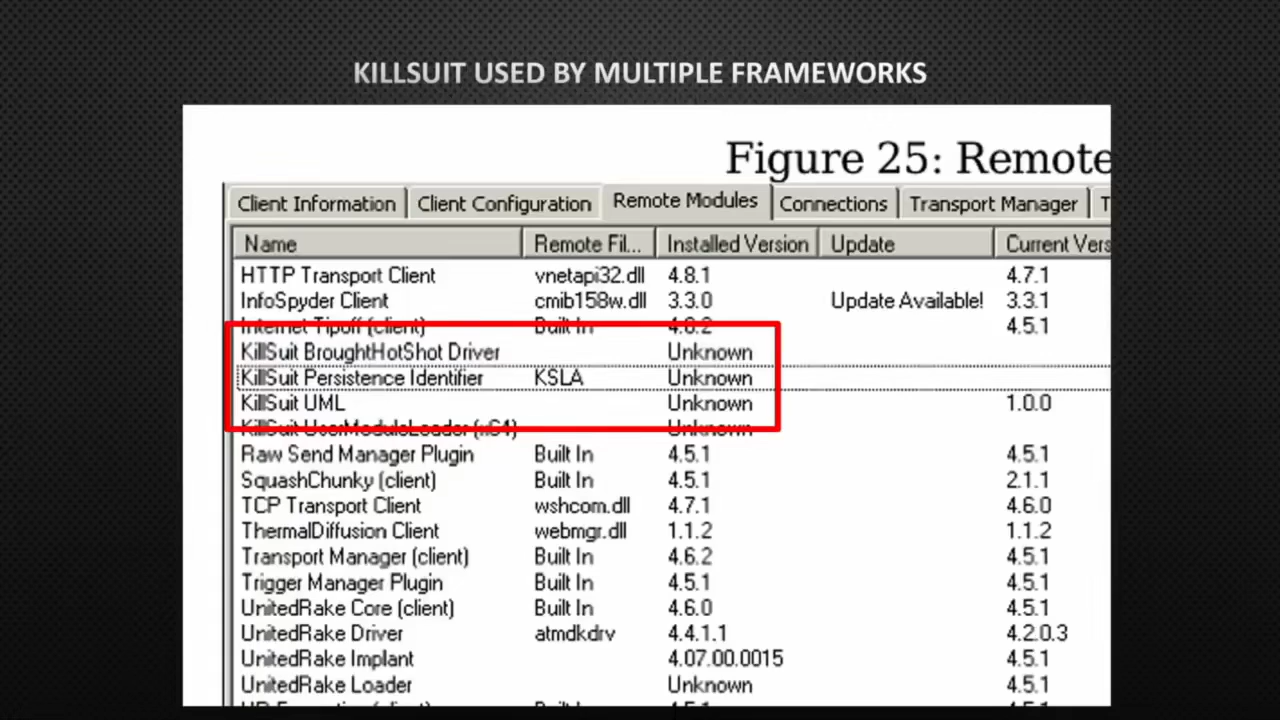 KILLSUIT USED BY MULTIPLE FRAMEWORKS
Figure 25: Remote
Client Information Client Configuration Remote Modules Connections Transport Manager T
Name Remote Fil... Installed Version Update Current Vers
HTTP Transport Client vnetapi32.dll 4.8.1 4.7.1
InfoSpyder Client cmib158w.dll 3.3.0 Update Available! 3.3.1
Internet Tipoff (client) Built In 4.6.2 4.5.1
KillSuit BroughtHotShot Driver Unknown
KillSuit Persistence Identifier KSLA Unknown
KillSuit UML Unknown 1.0.0
KillSuit UserModuleLoader (x64) Unknown
Raw Send Manager Plugin Built In 4.5.1 4.5.1
SquashChunky (client) Built In 4.5.1 2.1.1
TCP Transport Client wshcom.dll 4.7.1 4.6.0
ThermalDiffusion Client webmgr.dll 1.1.2 1.1.2
Transport Manager (client) Built In 4.6.2 4.5.1
Trigger Manager Plugin Built In 4.5.1 4.5.1
UnitedRake Core (client) Built In 4.6.0 4.5.1
UnitedRake Driver atmdkdrv 4.4.1.1 4.2.0.3
UnitedRake Implant 4.07.00.0015 4.5.1
UnitedRake Loader Unknown 4.5.1